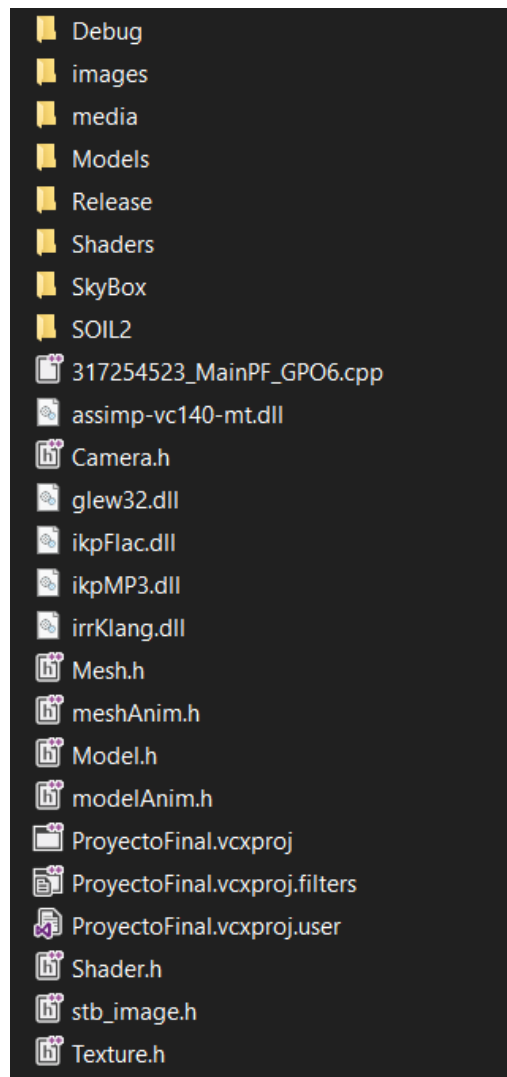 Debug
images
media
Models
Release
Shaders
SkyBox
SOIL2
317254523_MainPF_GPO6.cpp
assimp-vc140-mt.dll
Camera.h
glew32.dll
ikpFlac.dll
ikpMP3.dll
irrKlang.dll
Mesh.h
meshAnim.h
Model.h
modelAnim.h
ProyectoFinal.vcxproj
ProyectoFinal.vcxproj.filters
ProyectoFinal.vcxproj.user
Shader.h
stb_image.h
Texture.h